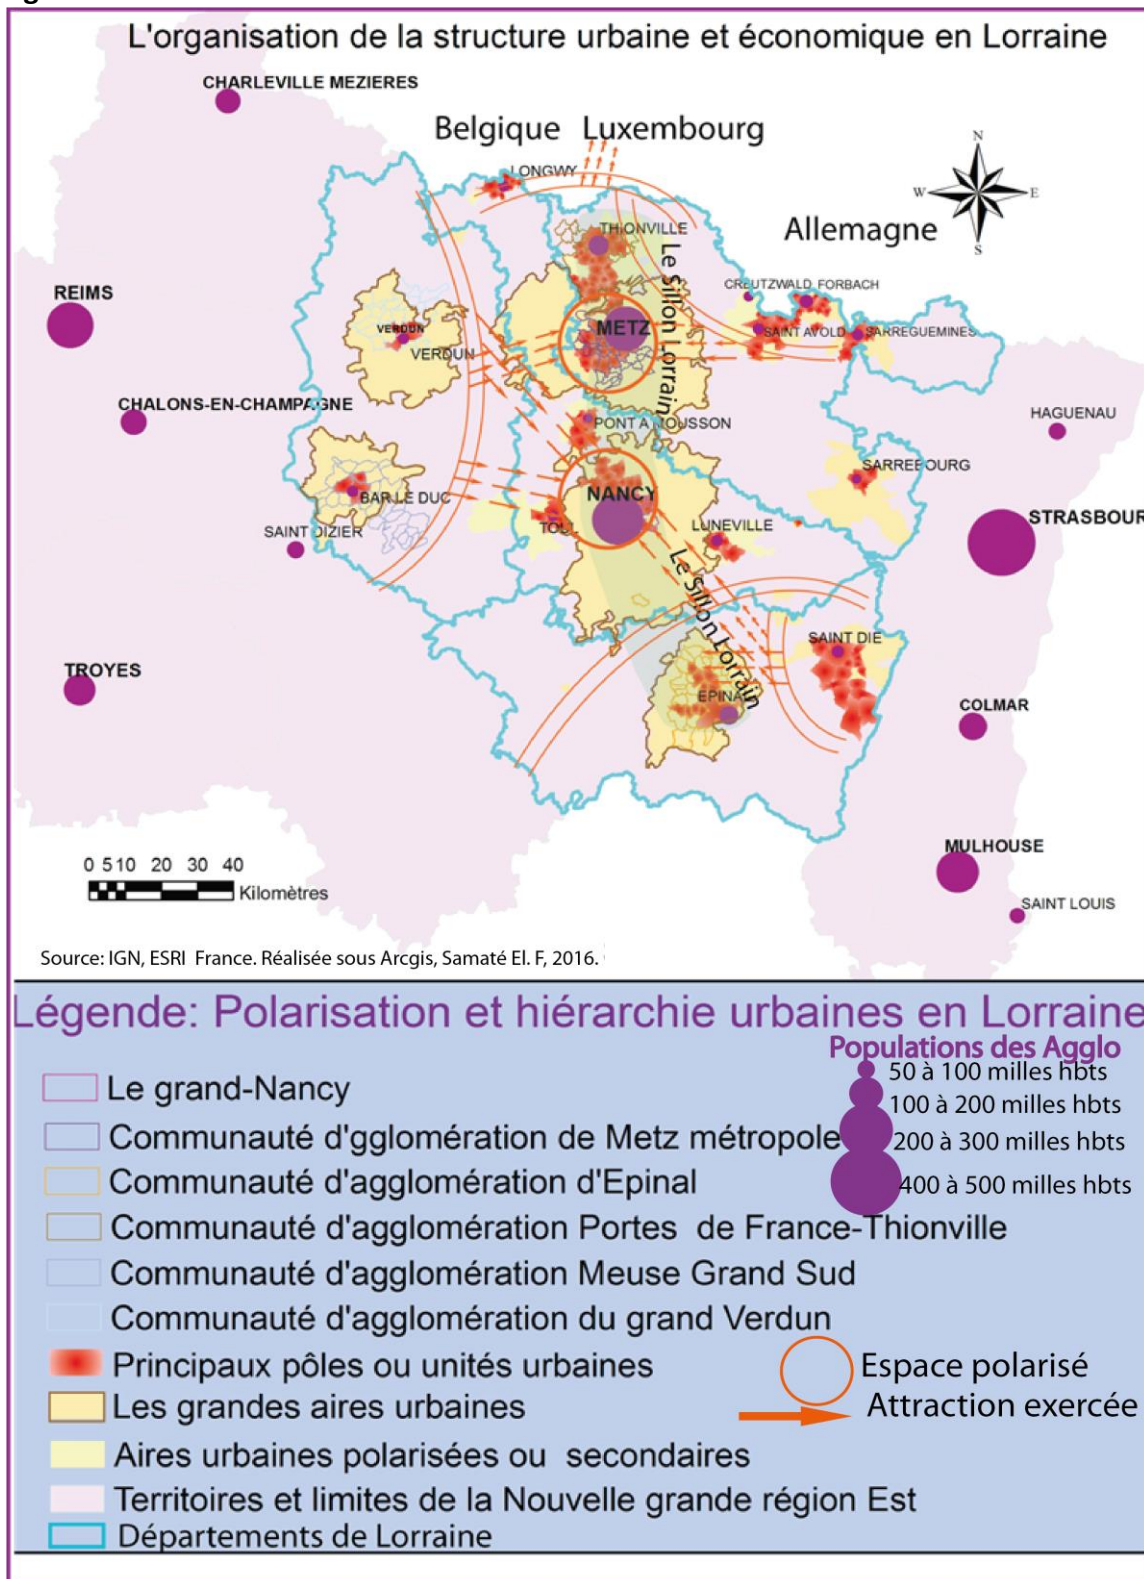 L'organisation de la structure urbaine et économique en Lorraine
CHARLEVILLE MEZIERES
Belgique Luxembourg
N
W E
S
LONGWY
Allemagne
THIONVILLE
Le Sillon Lorrain
CREUTZWALD FORBACH
REIMS
METZ
SAINT AVOLD
SARREGUEMINES
VERDUN
VERDUN
CHALONS-EN-CHAMPAGNE
PONT A MOUSSON
HAGUENAU
SARREBOURG
BAR LE DUC
NANCY
STRASBOUR
SAINT DIZIER
TOUL
LUNEVILLE
Le Sillon Lorrain
SAINT DIE
TROYES
EPINAL
COLMAR
MULHOUSE
SAINT LOUIS
0 5 10 20 30 40
Kilomètres
Source: IGN, ESRI France. Réalisée sous Arcgis, Samaté El. F, 2016.
Légende: Polarisation et hiérarchie urbaines en Lorraine
Populations des Agglo
50 à 100 milles hbts
100 à 200 milles hbts
200 à 300 milles hbts
400 à 500 milles hbts
Le grand-Nancy
Communauté d'gglomération de Metz métropole
Communauté d'agglomération d'Epinal
Communauté d'agglomération Portes de France-Thionville
Communauté d'agglomération Meuse Grand Sud
Communauté d'agglomération du grand Verdun
Principaux pôles ou unités urbaines
Espace polarisé
Les grandes aires urbaines
Attraction exercée
Aires urbaines polarisées ou secondaires
Territoires et limites de la Nouvelle grande région Est
Départements de Lorraine